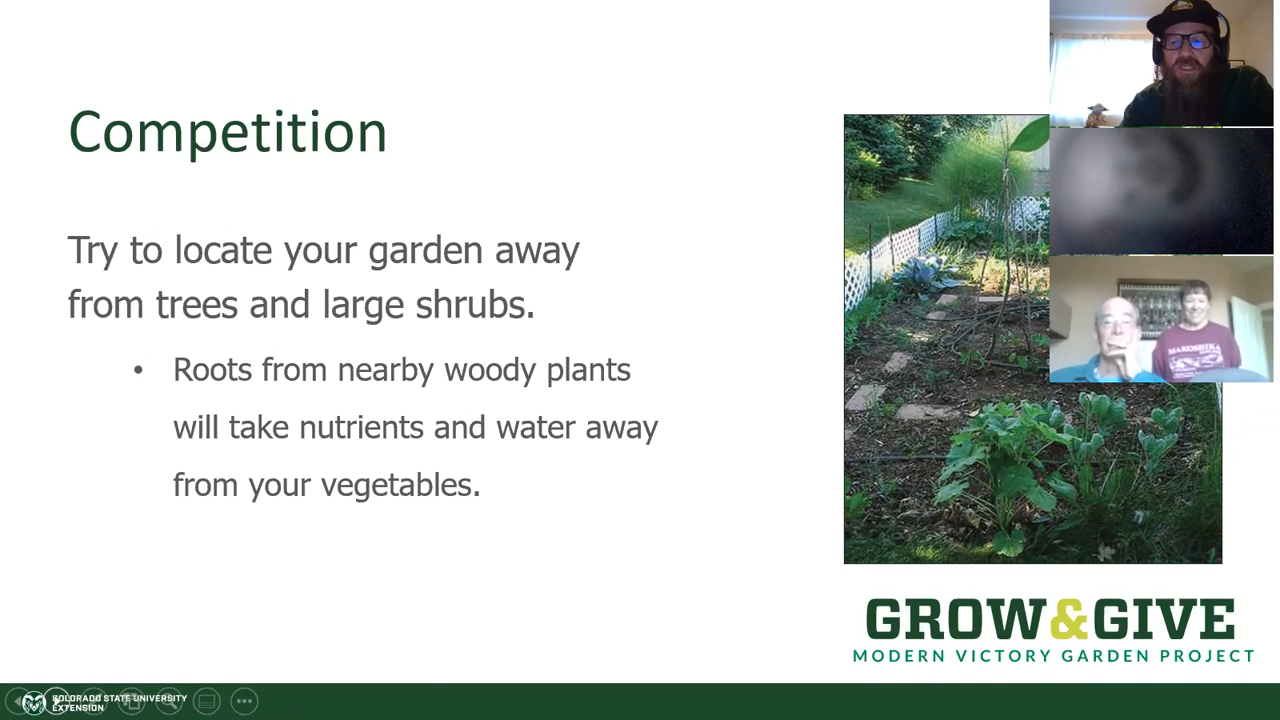 Competition
Try to locate your garden away
from trees and large shrubs.
• Roots from nearby woody plants
will take nutrients and water away
from your vegetables.
MAKOSHIKA
GROW&GIVE
MODERN VICTORY GARDEN PROJECT
COLORADO STATE UNIVERSITY
EXTENSION